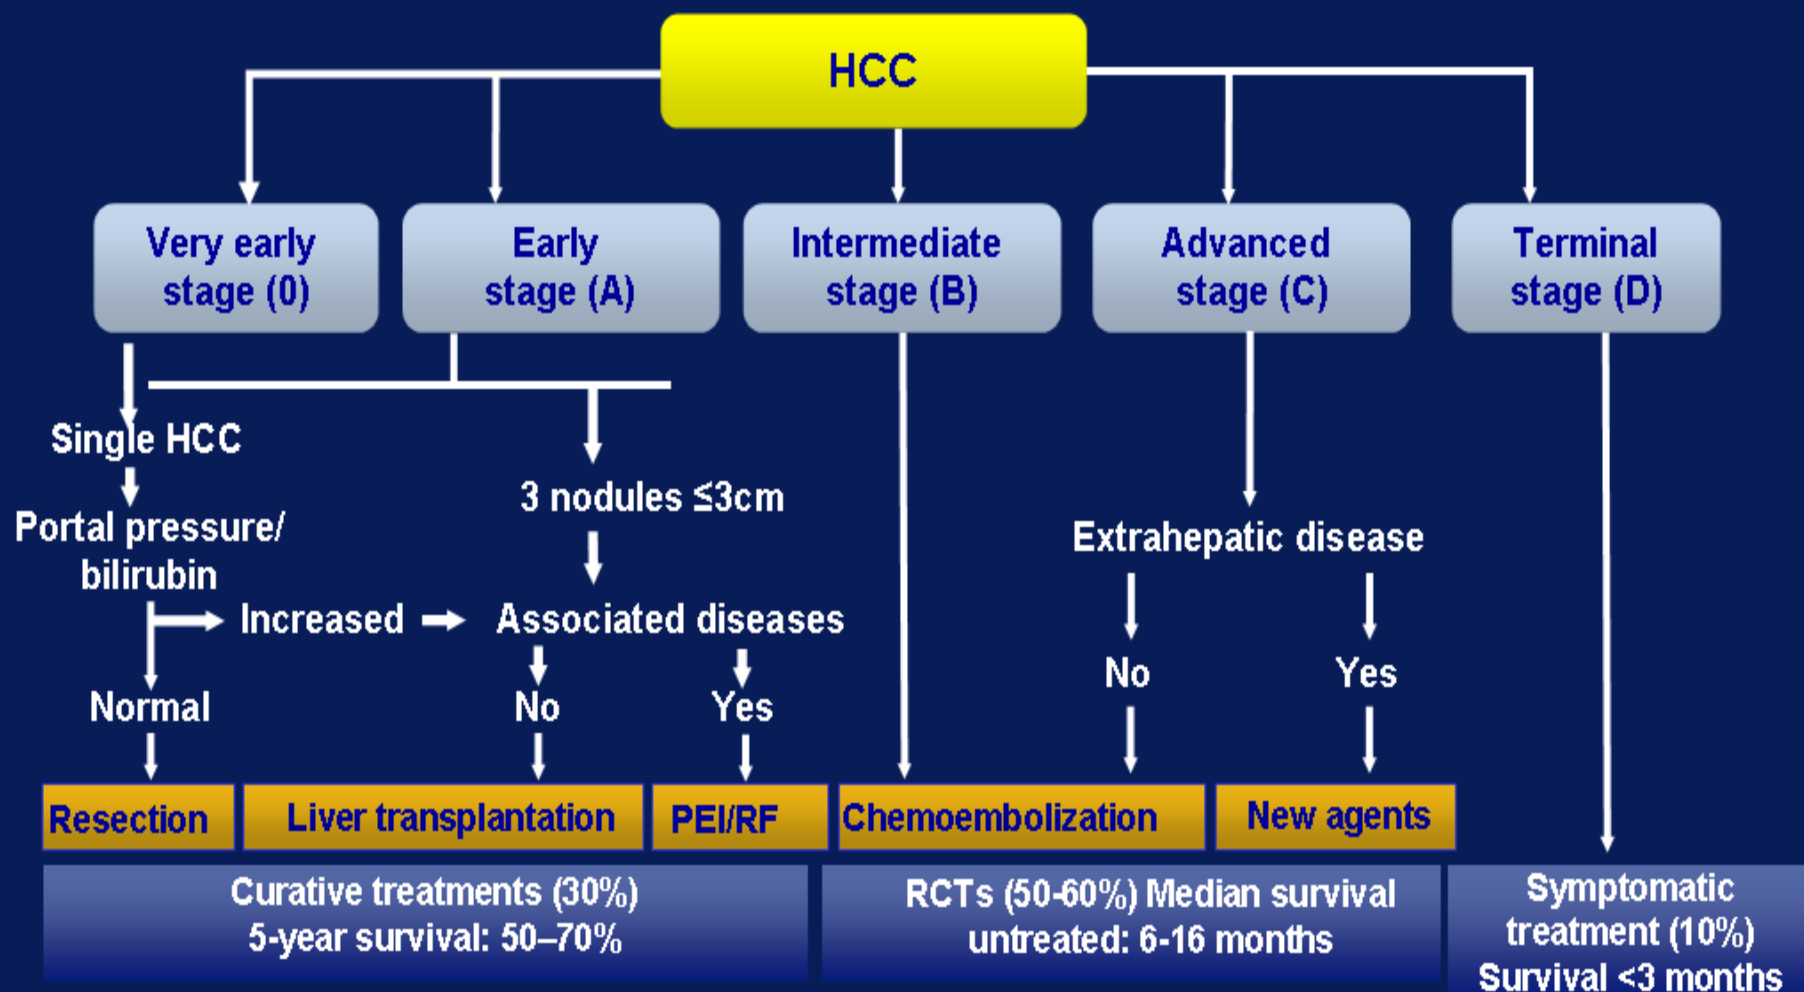 HCC
Very early
stage (0)
Early
stage (A)
Intermediate
stage (B)
Advanced
stage (C)
Terminal
stage (D)
Single HCC
3 nodules ≤3cm
Portal pressure/
bilirubin
Extrahepatic disease
Increased
Associated diseases
No
Yes
Normal
No
Yes
Resection
Liver transplantation
PEI/RF
Chemoembolization
New agents
Curative treatments (30%)
5-year survival: 50–70%
RCTs (50-60%) Median survival
untreated: 6-16 months
Symptomatic
treatment (10%)
Survival <3 months